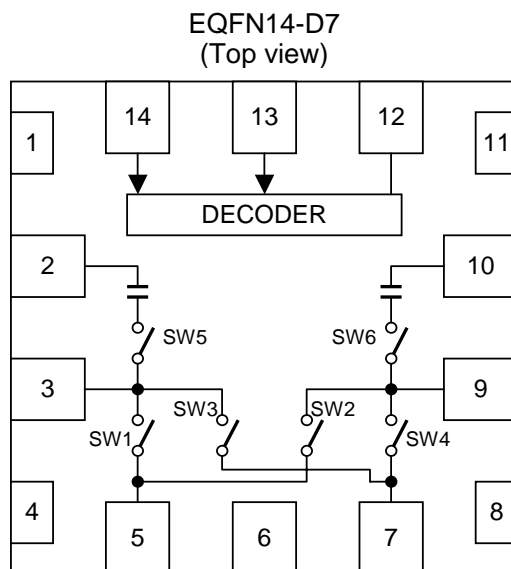 EQFN14-D7
(Top view)
14 13 12
1 11
DECODER
2 10
SW5 SW6
3 9
SW3 SW2
SW1 SW4
4 8
5 6 7